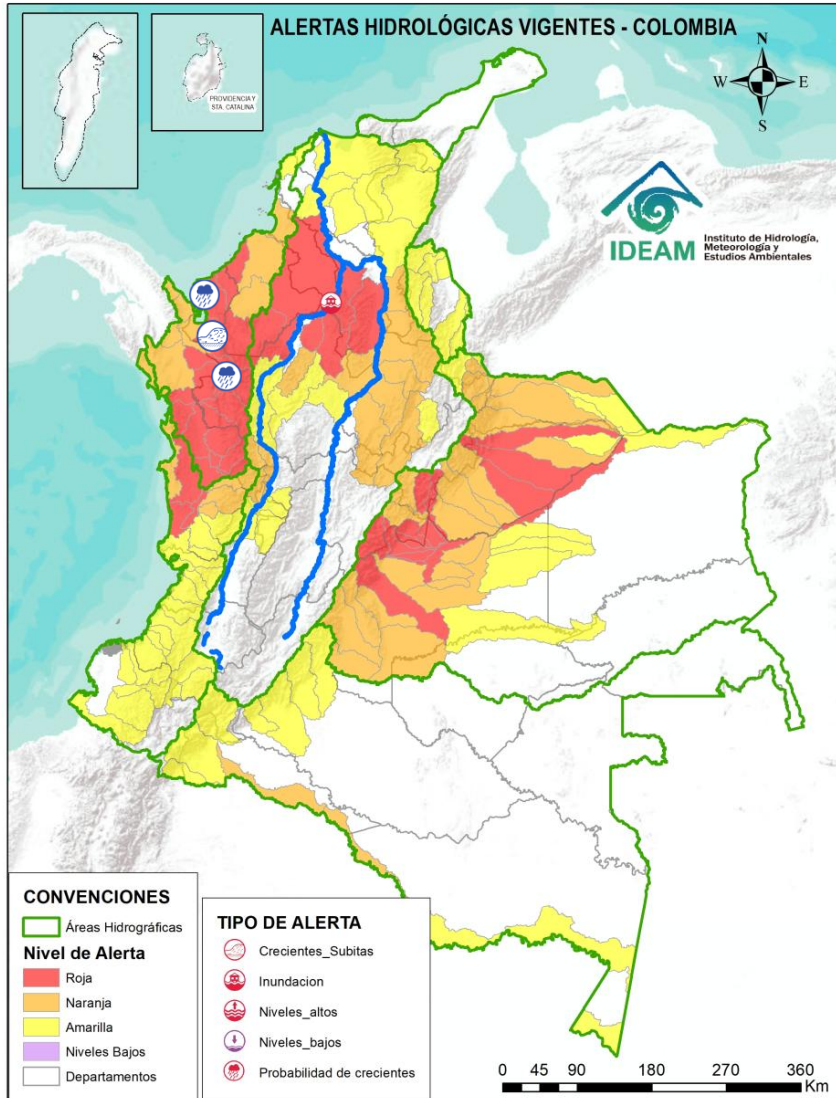 ALERTAS HIDROLÓGICAS VIGENTES - COLOMBIA
PROVIDENCIA Y
STA. CATALINA
N
W
E
S
IDEAM
Instituto de Hidrología,
Meteorología y
Estudios Ambientales
CONVENCIONES
Áreas Hidrográficas
Nivel de Alerta
Roja
Naranja
Amarilla
Niveles Bajos
Departamentos
TIPO DE ALERTA
Crecientes_Subitas
Inundacion
Niveles_altos
Niveles_bajos
Probabilidad de crecientes
0 45 90 180 270 360
Km